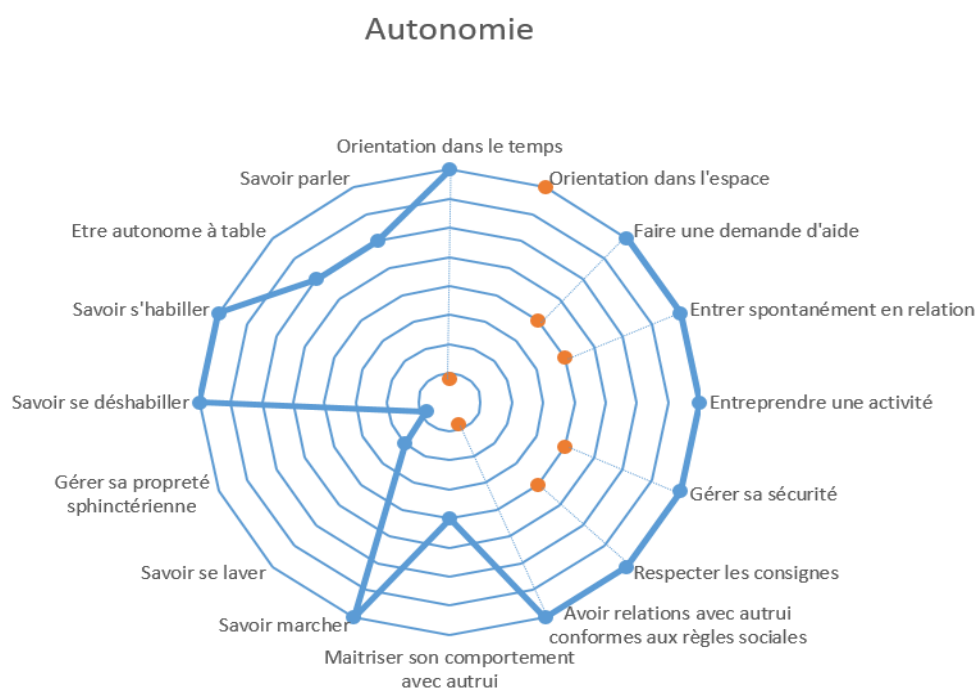 Autonomie
Orientation dans le temps
Savoir parler
Orientation dans l'espace
Etre autonome à table
Faire une demande d'aide
Savoir s'habiller
Entrer spontanément en relation
Savoir se déshabiller
Entreprendre une activité
Gérer sa propreté
sphinctérienne
Gérer sa sécurité
Savoir se laver
Respecter les consignes
Savoir marcher
Avoir relations avec autrui
conformes aux règles sociales
Maitriser son comportement
avec autrui